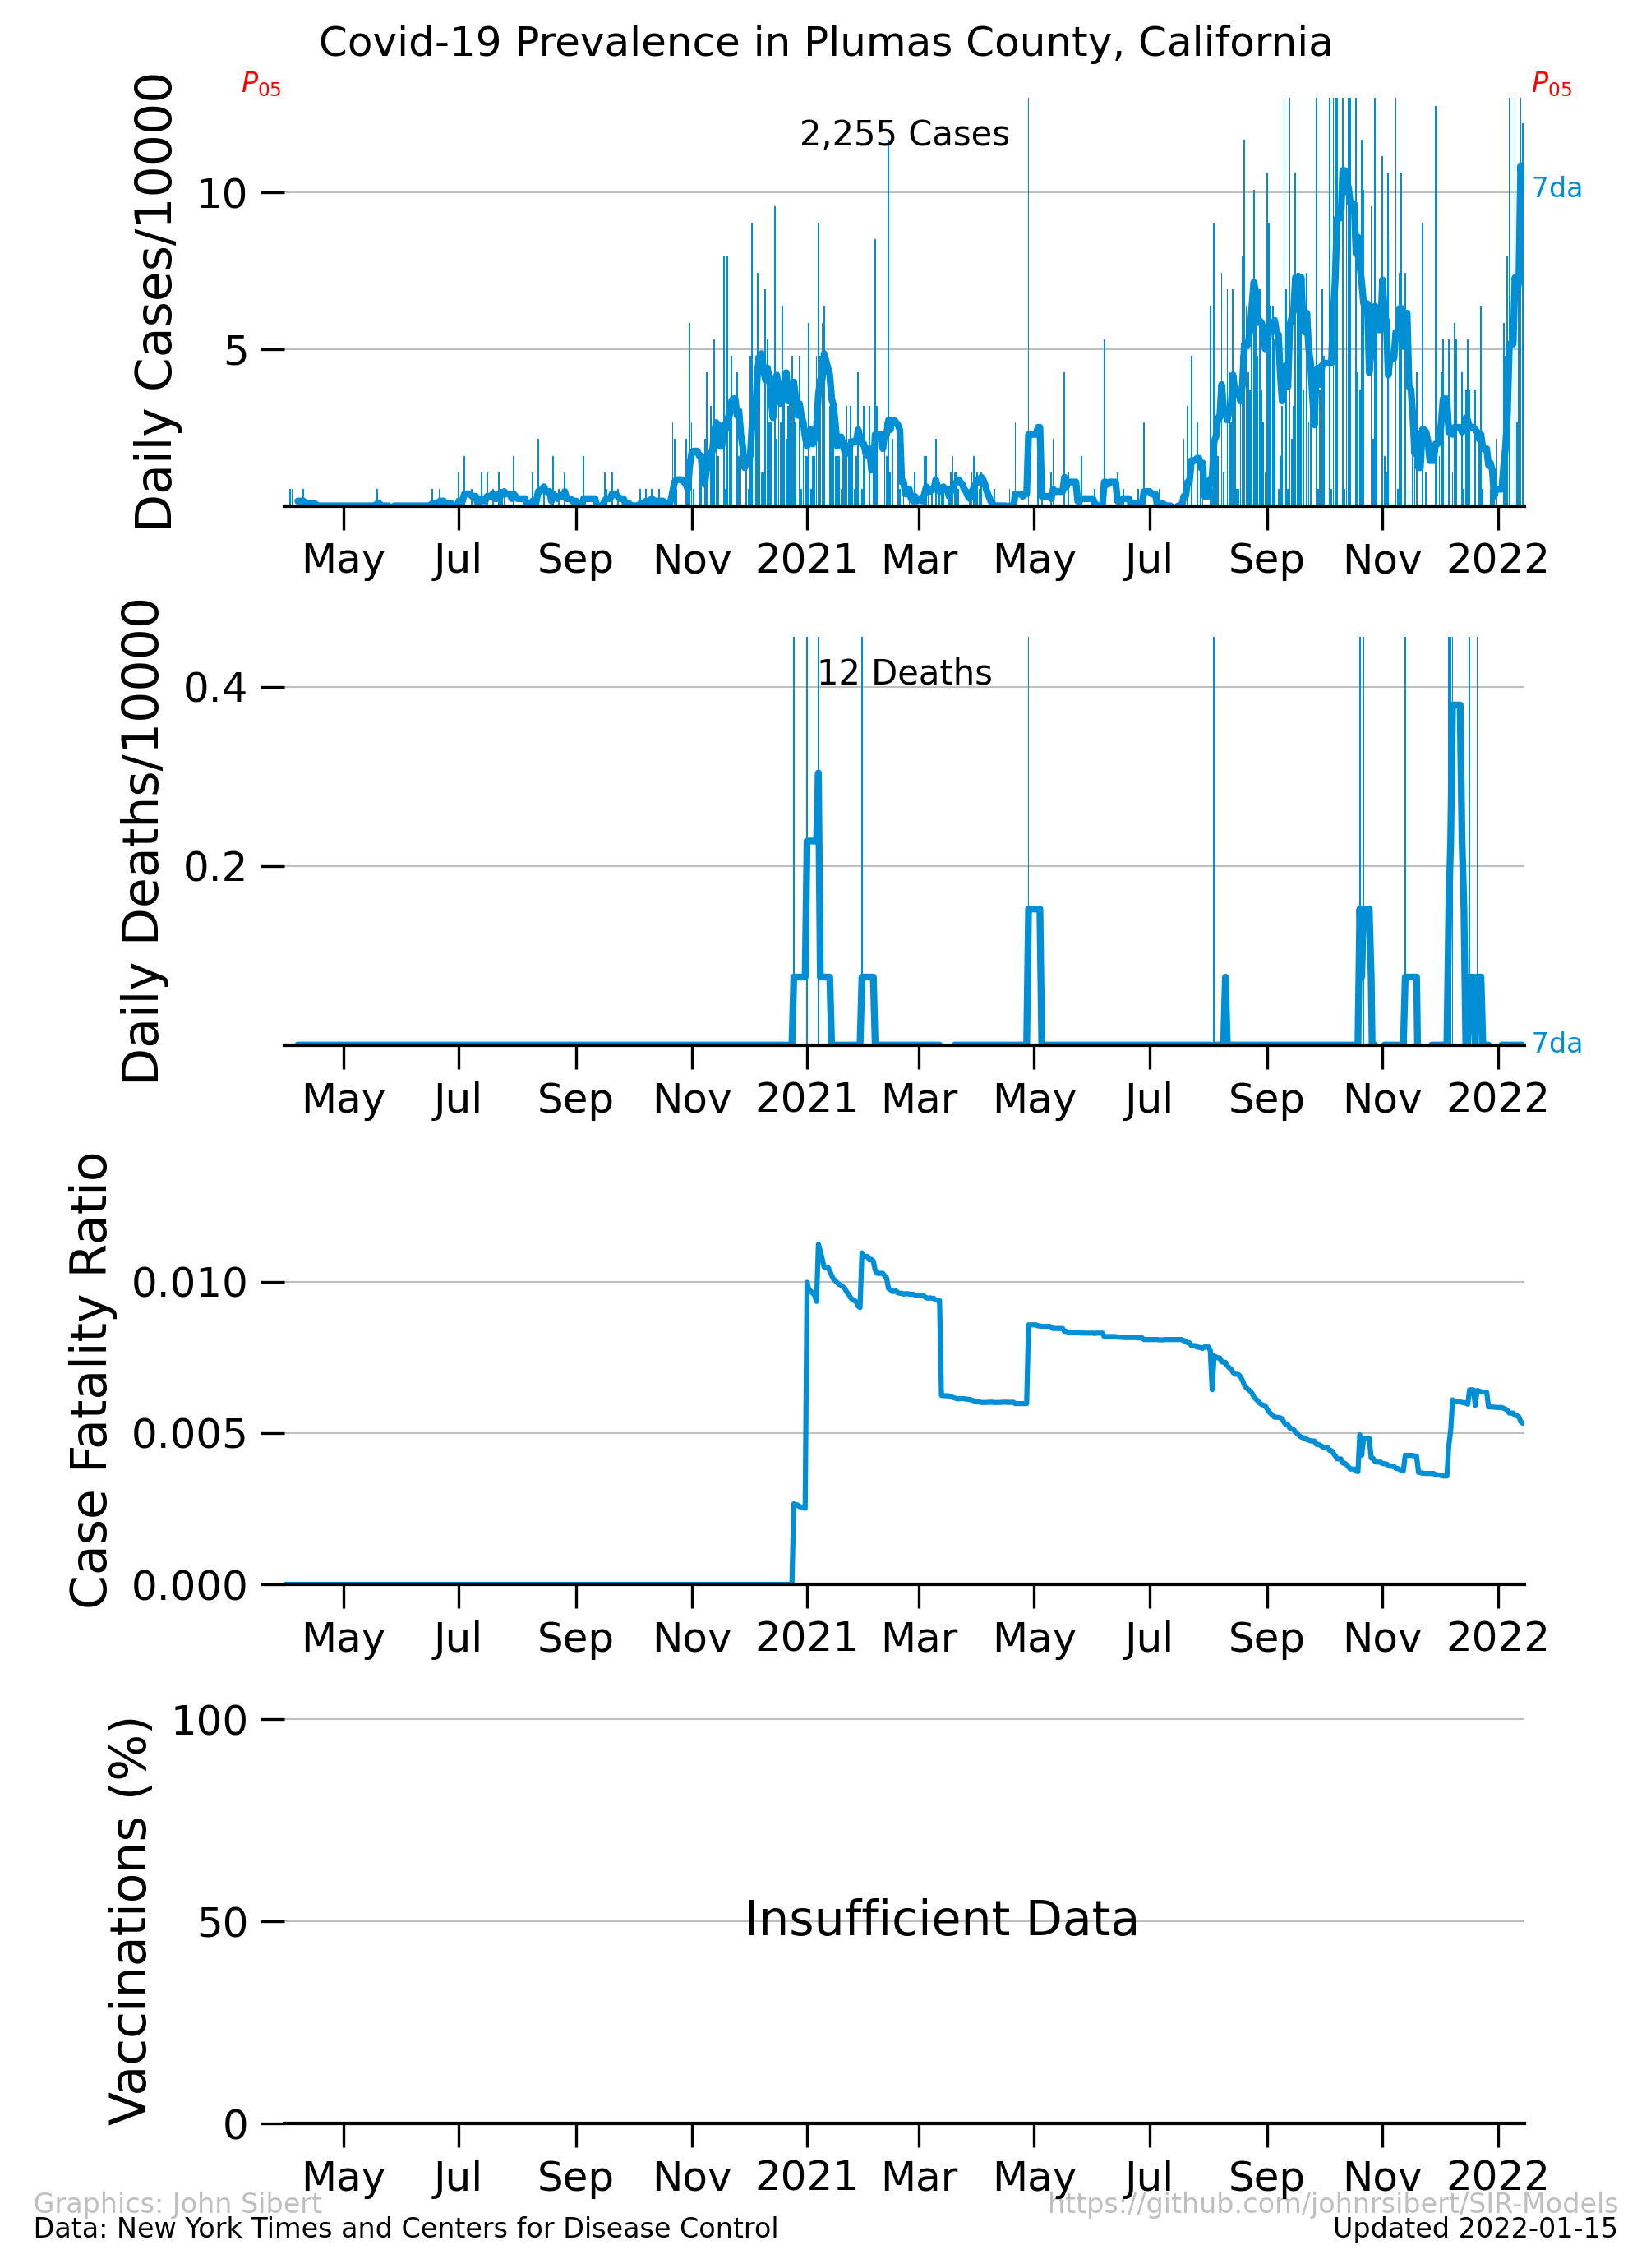 Covid-19 Prevalence in Plumas County, California
P05
P05
Daily Cases/10000
2,255 Cases
10
5
7da
May Jul Sep Nov 2021 Mar May Jul Sep Nov 2022
Daily Deaths/10000
12 Deaths
0.4
0.2
7da
May Jul Sep Nov 2021 Mar May Jul Sep Nov 2022
Case Fatality Ratio
0.010
0.005
0.000
May Jul Sep Nov 2021 Mar May Jul Sep Nov 2022
Vaccinations (%)
100
50
0
Insufficient Data
May Jul Sep Nov 2021 Mar May Jul Sep Nov 2022
Graphics: John Sibert
https://github.com/johnrsibert/SIR-Models
Data: New York Times and Centers for Disease Control
Updated 2022-01-15